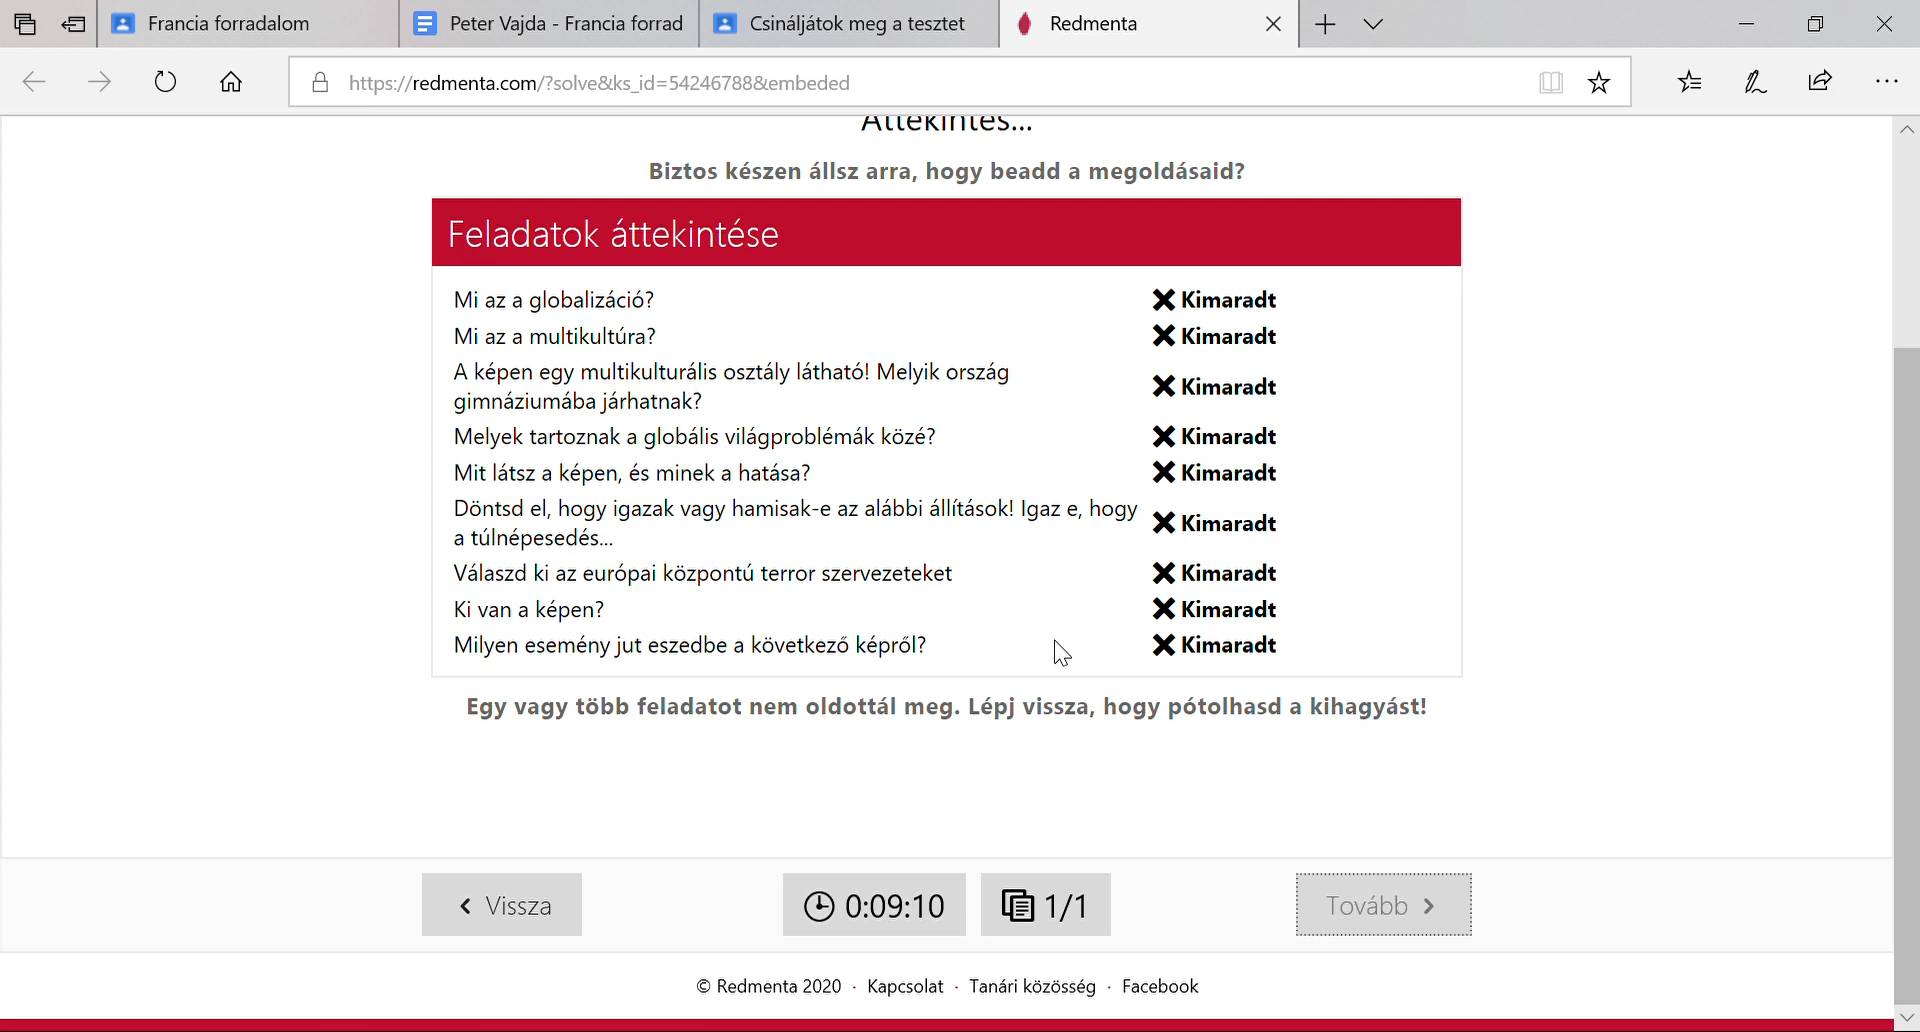 Francia forradalom
Peter Vajda - Francia forrad
Csináljátok meg a tesztet
Redmenta
https://redmenta.com/?solve&ks_id=54246788&embeded
Áttekintés...
Biztos készen állsz arra, hogy beadd a megoldásaid?
Feladatok áttekintése
Mi az a globalizáció? Kimaradt
Mi az a multikultúra? Kimaradt
A képen egy multikulturális osztály látható! Melyik ország
gimnáziumába járhatnak? Kimaradt
Melyek tartoznak a globális világproblémák közé? Kimaradt
Mit látsz a képen, és minek a hatása? Kimaradt
Döntsd el, hogy igazak vagy hamisak-e az alábbi állítások! Igaz e, hogy
a túlnépesedés... Kimaradt
Válaszd ki az európai központú terror szervezeteket Kimaradt
Ki van a képen? Kimaradt
Milyen esemény jut eszedbe a következő képről? Kimaradt
Egy vagy több feladatot nem oldottál meg. Lépj vissza, hogy pótolhasd a kihagyást!
Vissza
0:09:10
1/1
Tovább
© Redmenta 2020 · Kapcsolat · Tanári közösség · Facebook